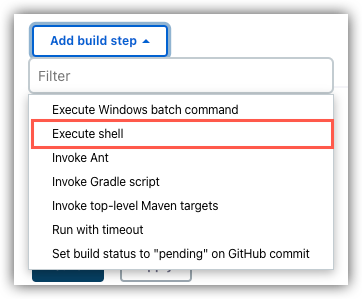 Add build step
Filter
Execute Windows batch command
Execute shell
Invoke Ant
Invoke Gradle script
Invoke top-level Maven targets
Run with timeout
Set build status to "pending" on GitHub commit